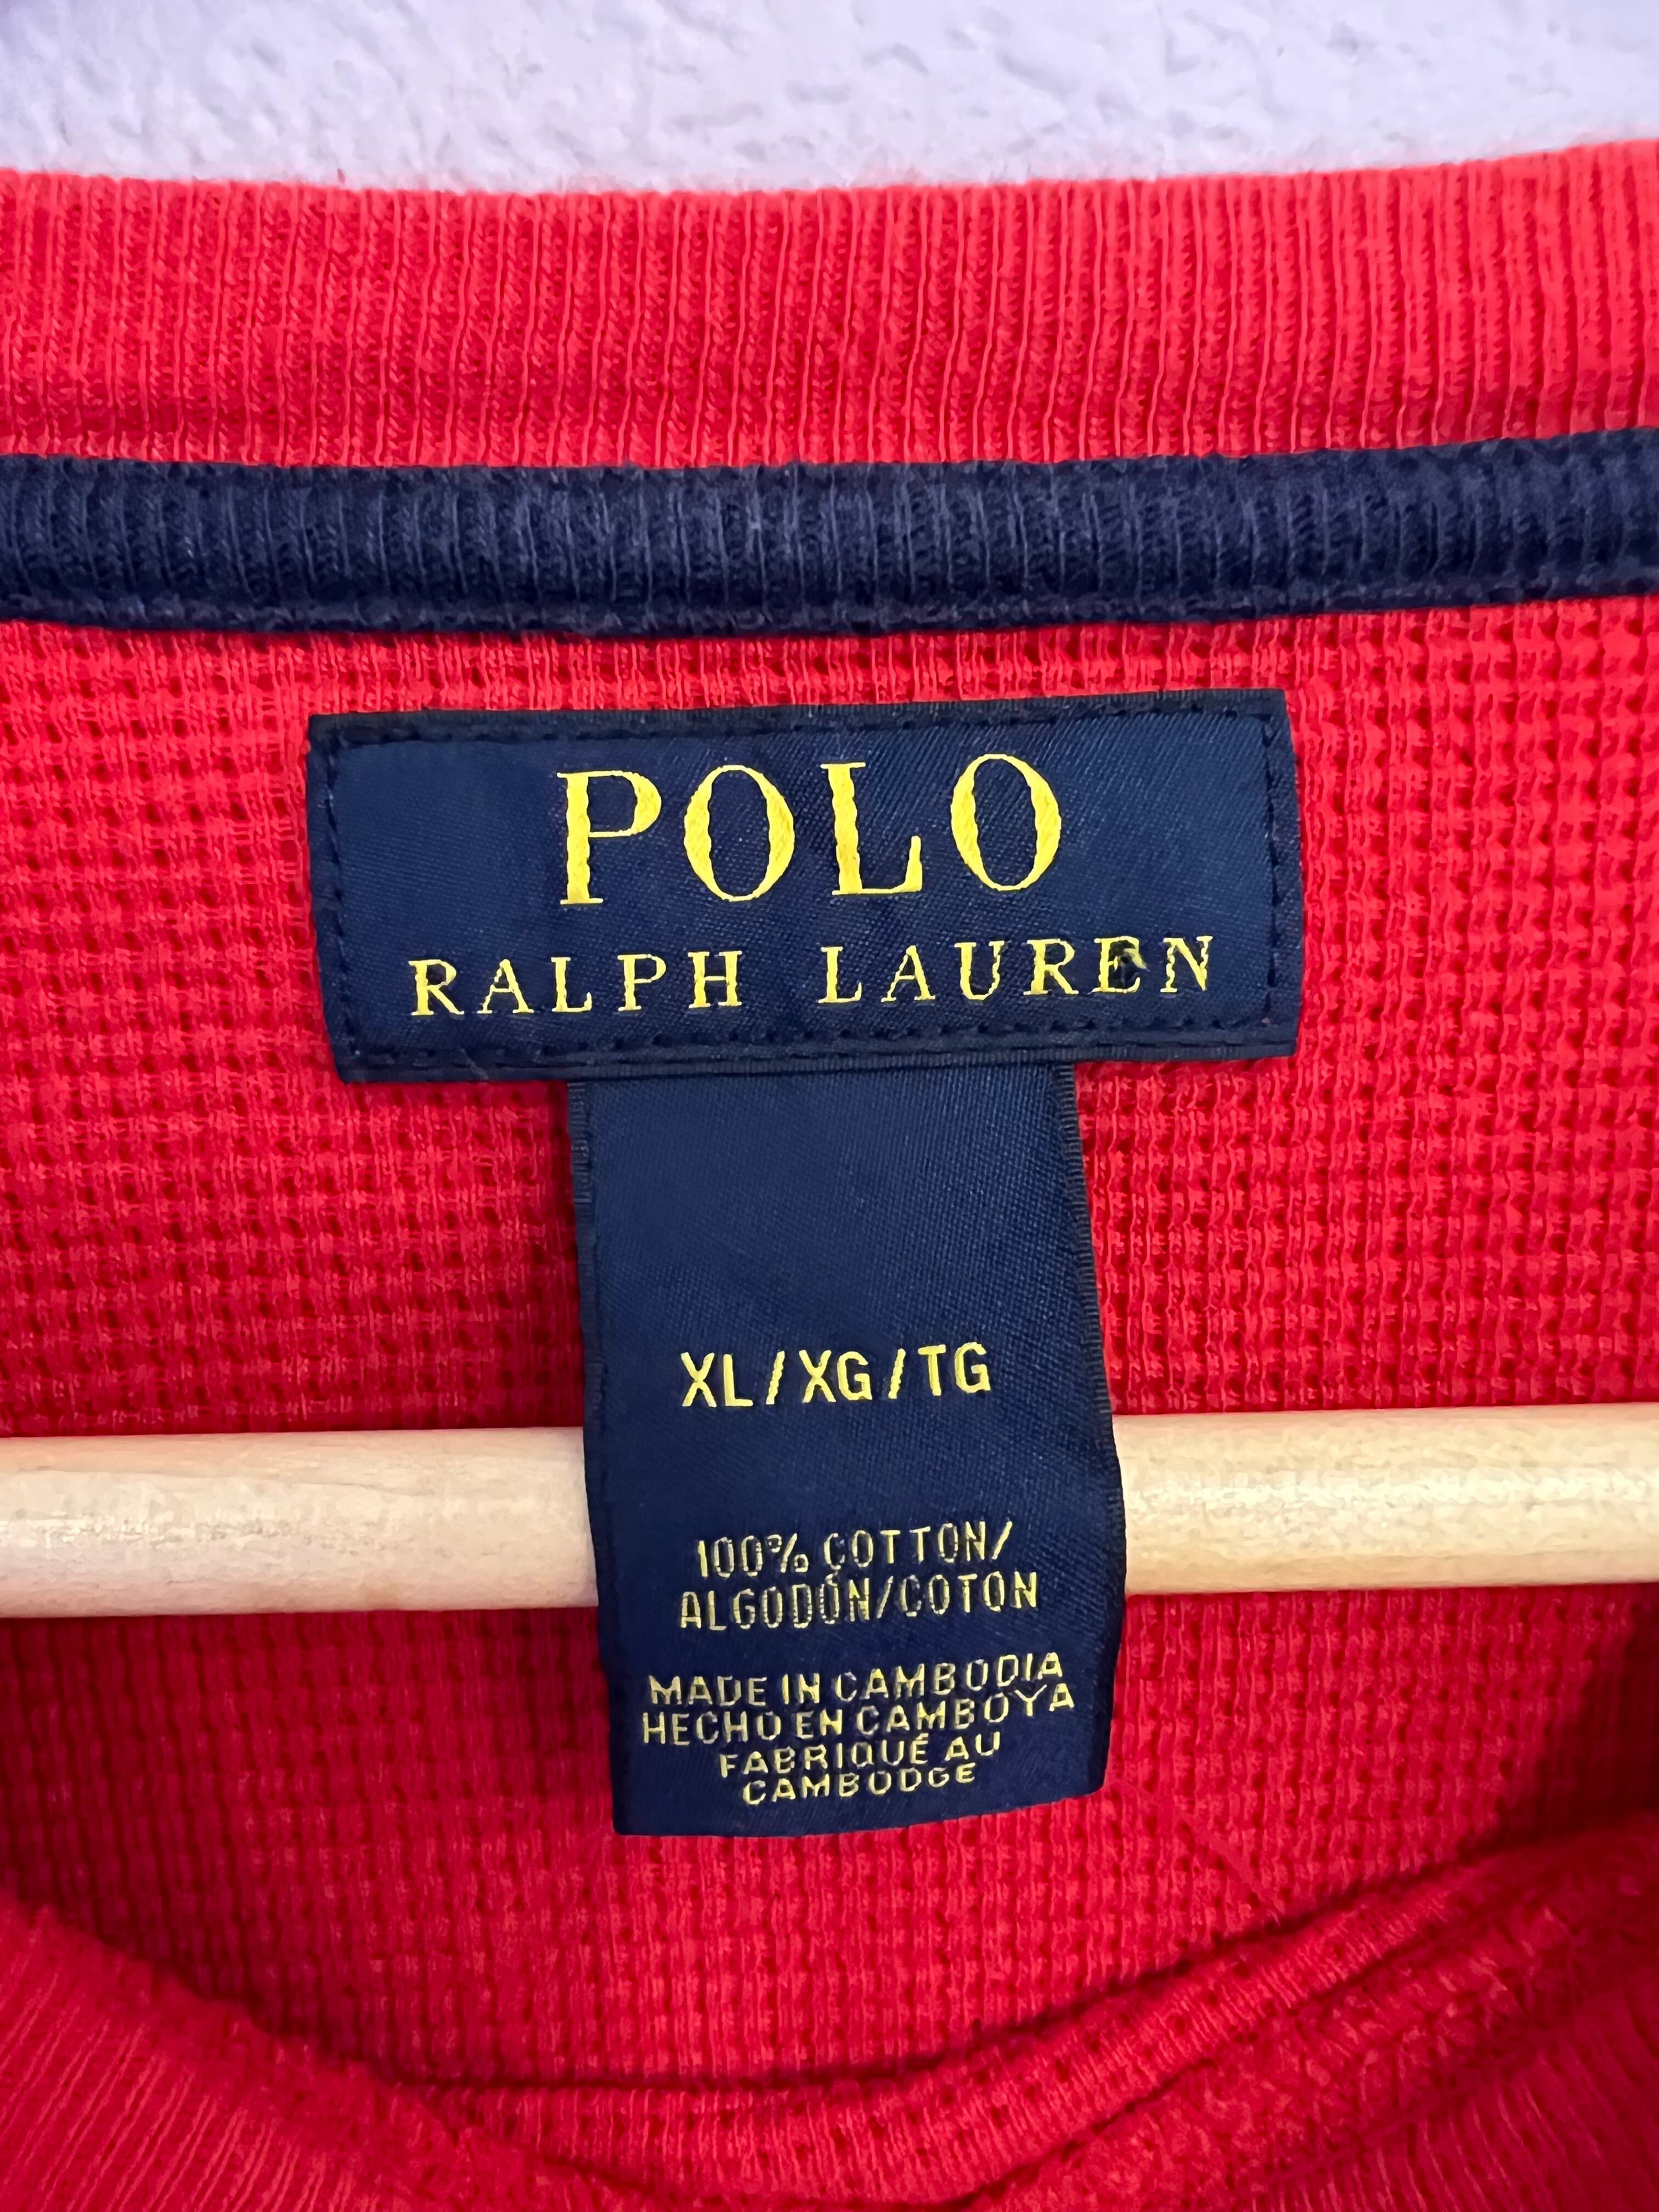 POLO
RALPH LAUREN
XL/XG/TG
100% COTTON/
ALGODÓN/COTON
MADE IN CAMBODIA
HECHO EN CAMBOYA
FABRIQUÉ AU
CAMBODGE